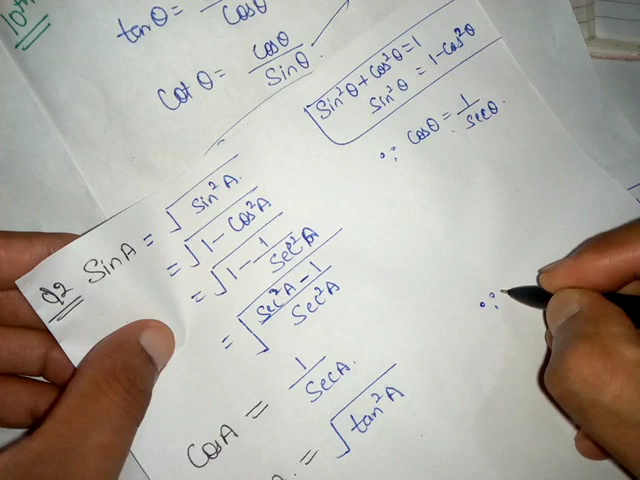 10th
tanθ = / cosθ
cotθ = cosθ / sinθ
Sin²θ + Cos²θ = 1
Sin²θ = 1 - Cos²θ
∵ cosθ = 1 / secθ.
Q2 SinA = √Sin²A.
= √1 - Cos²A
= √1 - 1 / Sec²A
= √Sec²A - 1 / Sec²A
∵
CosA = 1 / SecA.
= √tan²A